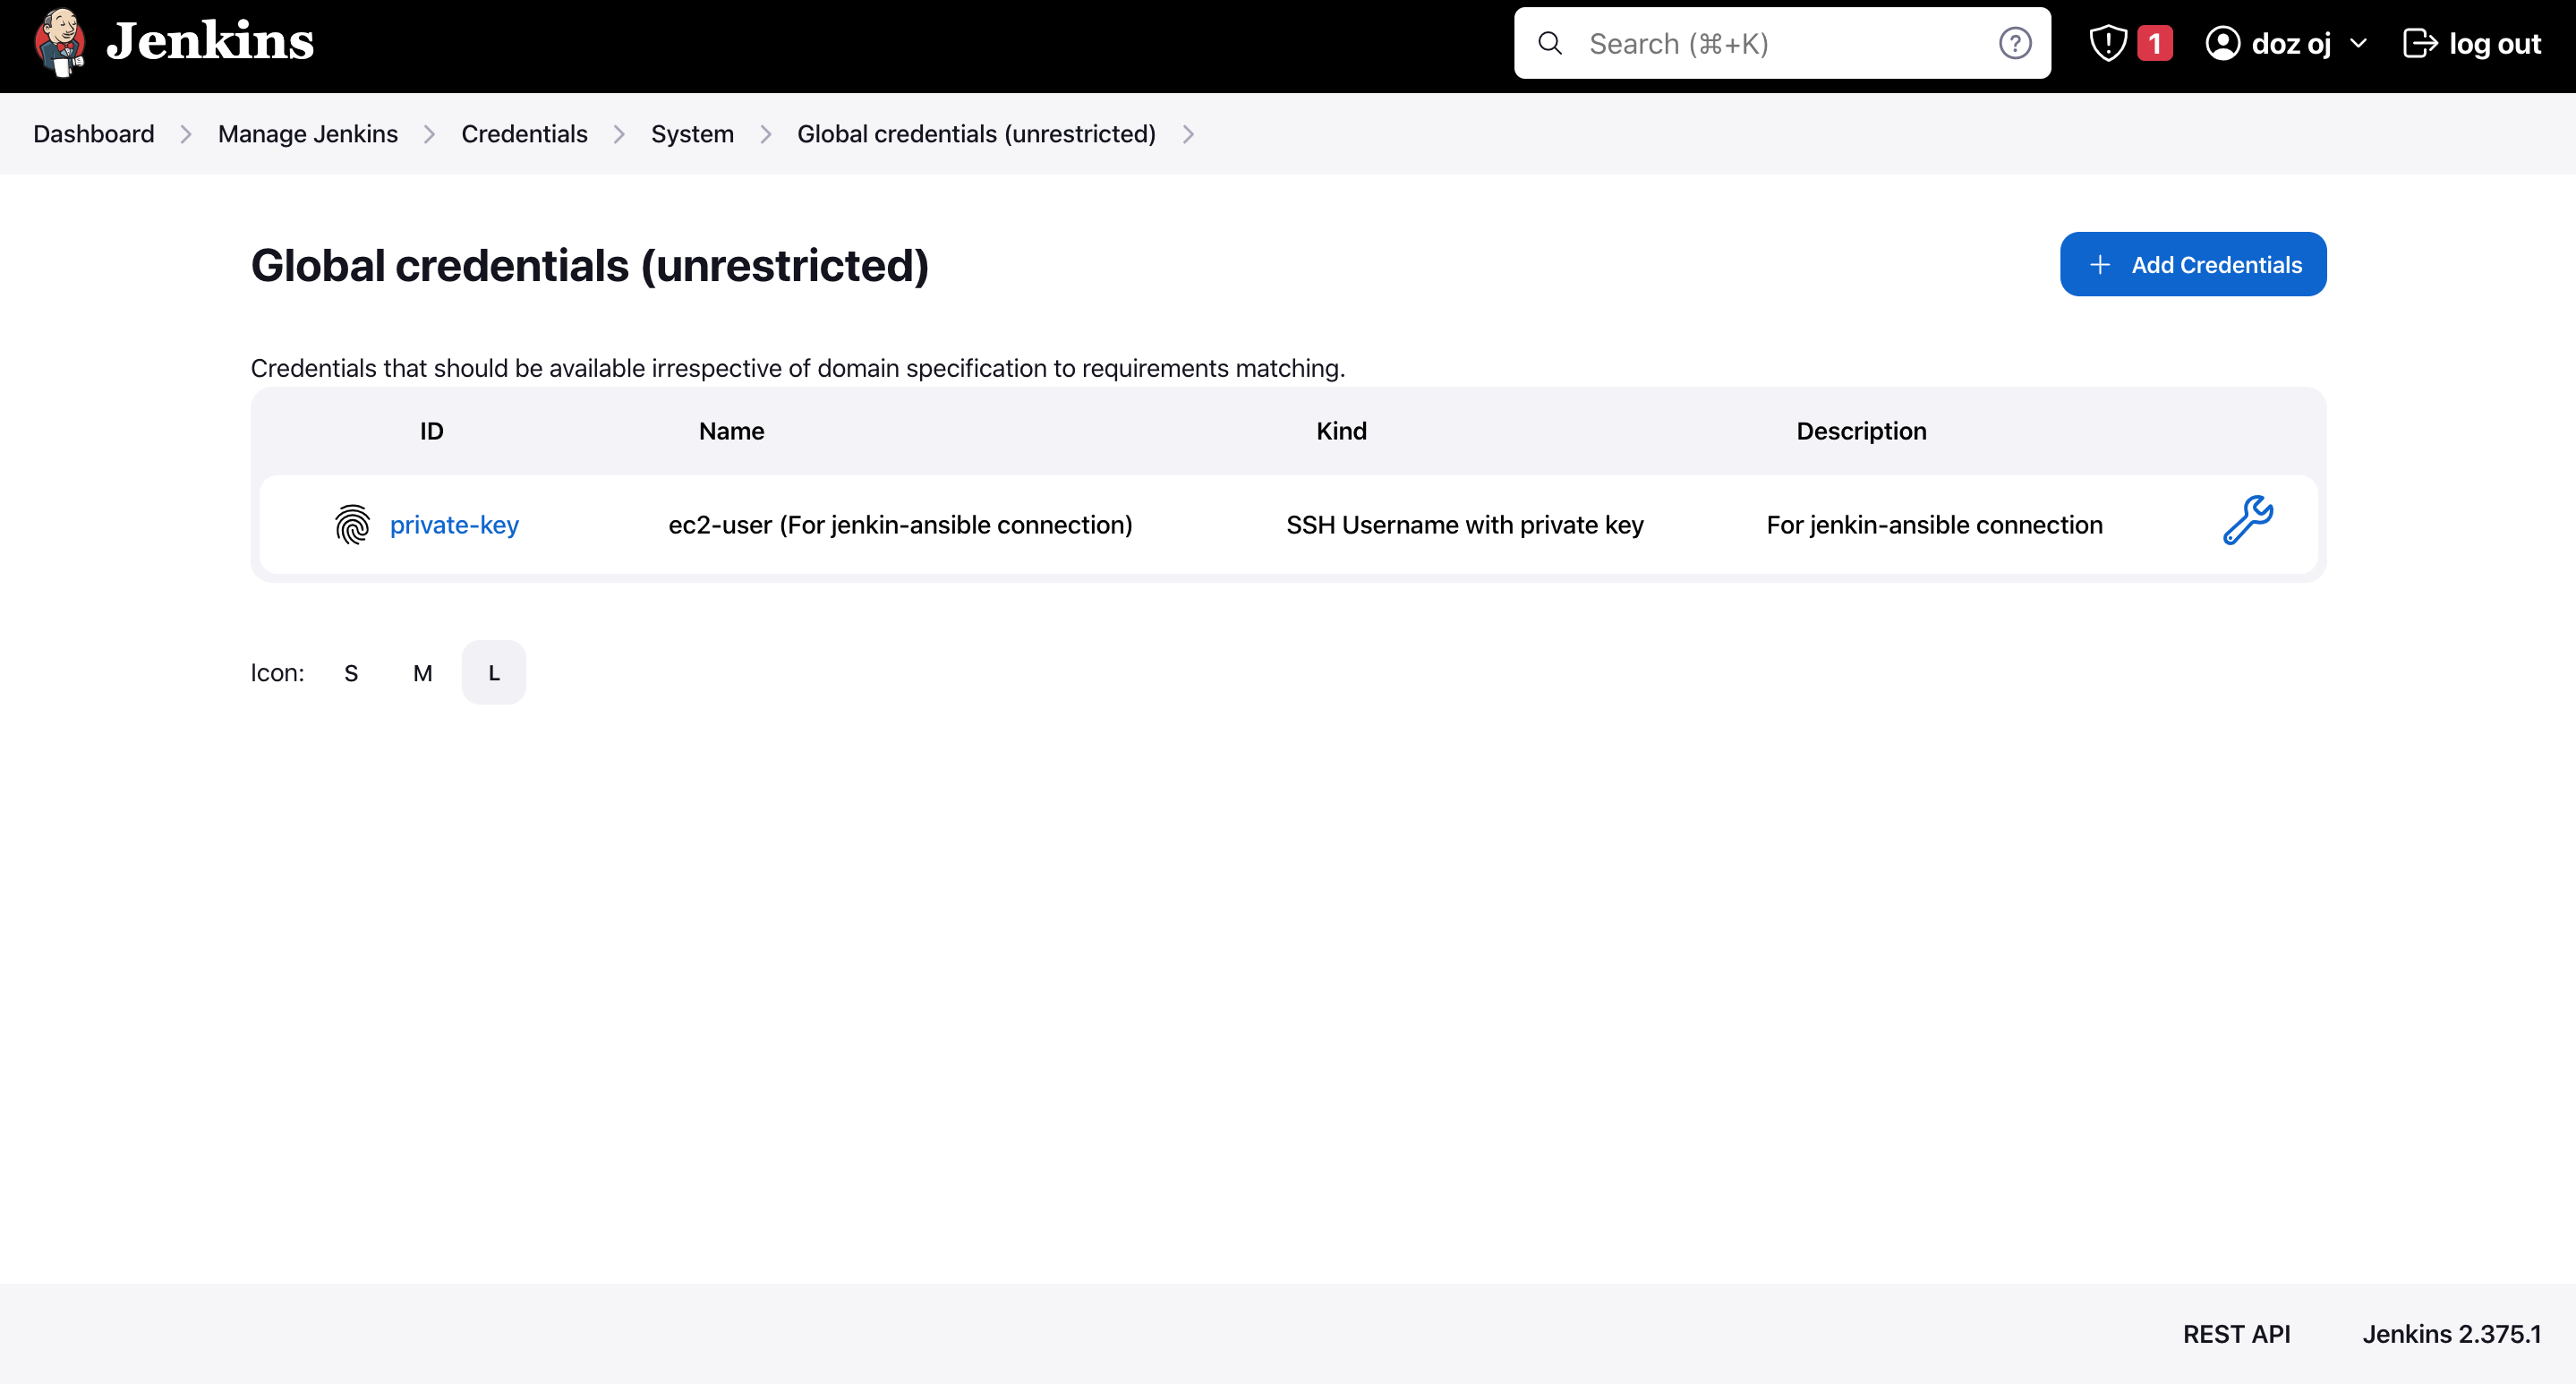 Jenkins
Search (⌘+K)
?
1
doz oj
log out
Dashboard
Manage Jenkins
Credentials
System
Global credentials (unrestricted)
Global credentials (unrestricted)
+ Add Credentials
Credentials that should be available irrespective of domain specification to requirements matching.
ID Name Kind Description
private-key ec2-user (For jenkin-ansible connection) SSH Username with private key For jenkin-ansible connection
Icon: S M L
REST API Jenkins 2.375.1